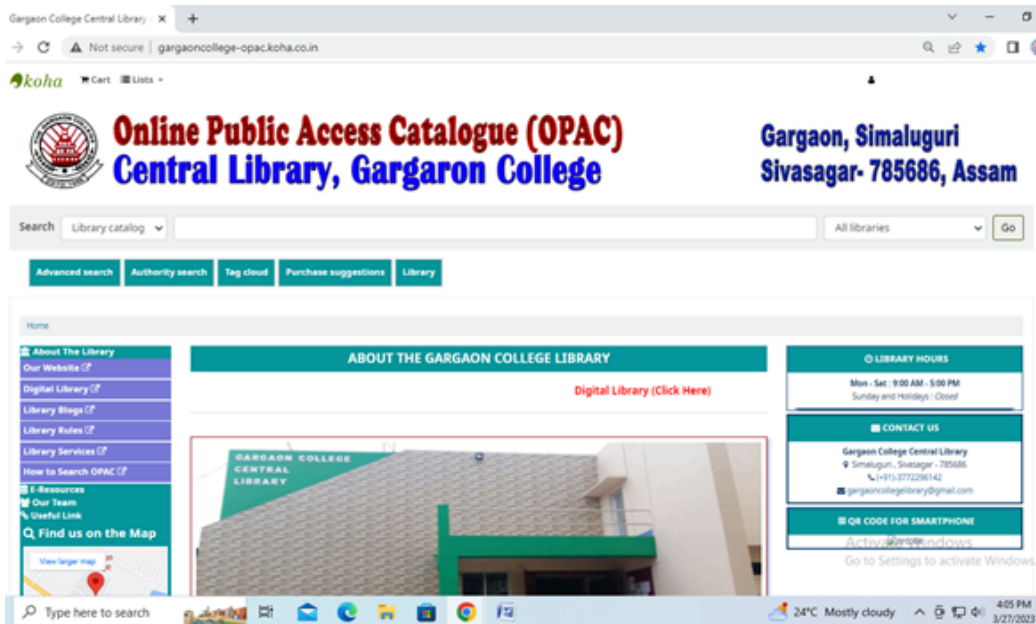 Gargaon College Central Library
Not secure | gargaoncollege-opac.koha.co.in
koha Cart Lists
Online Public Access Catalogue (OPAC)
Central Library, Gargaron College
Gargaon, Simaluguri
Sivasagar- 785686, Assam
Search Library catalog All libraries Go
Advanced search Authority search Tag cloud Purchase suggestions Library
Home
About The Library
Our Website
Digital Library
Library Blogs
Library Rules
Library Services
How to Search OPAC
E-Resources
Our Team
Useful Link
Find us on the Map
View larger map
ABOUT THE GARGAON COLLEGE LIBRARY
Digital Library (Click Here)
GARGAON COLLEGE
CENTRAL
LIBRARY
LIBRARY HOURS
Mon - Sat : 9:00 AM - 5:00 PM
Sunday and Holidays : Closed
CONTACT US
Gargaon College Central Library
Simaluguri, Sivasagar - 785686
(+91)-3772296142
gargaoncollegelibrary@gmail.com
QR CODE FOR SMARTPHONE
Activate Windows
Go to Settings to activate Windows.
Type here to search
24°C Mostly cloudy
4:05 PM
3/27/2023